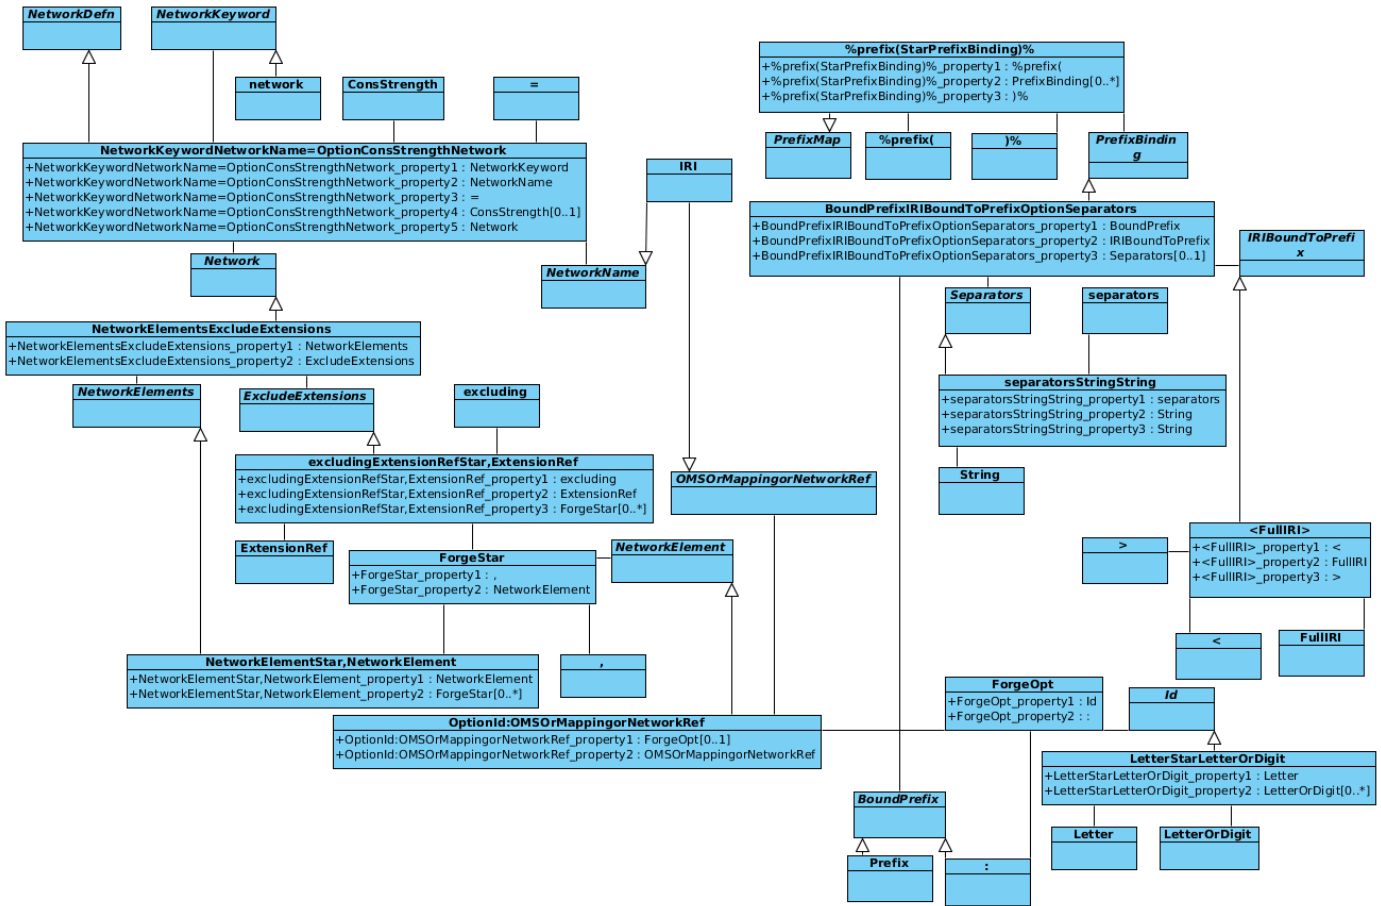 NetworkDefn
NetworkKeyword
network
ConsStrength
=
NetworkKeywordNetworkName=OptionConsStrengthNetwork
+NetworkKeywordNetworkName=OptionConsStrengthNetwork_property1 : NetworkKeyword
+NetworkKeywordNetworkName=OptionConsStrengthNetwork_property2 : NetworkName
+NetworkKeywordNetworkName=OptionConsStrengthNetwork_property3 : =
+NetworkKeywordNetworkName=OptionConsStrengthNetwork_property4 : ConsStrength[0..1]
+NetworkKeywordNetworkName=OptionConsStrengthNetwork_property5 : Network
IRI
Network
NetworkName
NetworkElementsExcludeExtensions
+NetworkElementsExcludeExtensions_property1 : NetworkElements
+NetworkElementsExcludeExtensions_property2 : ExcludeExtensions
NetworkElements
ExcludeExtensions
excluding
excludingExtensionRefStar,ExtensionRef
+excludingExtensionRefStar,ExtensionRef_property1 : excluding
+excludingExtensionRefStar,ExtensionRef_property2 : ExtensionRef
+excludingExtensionRefStar,ExtensionRef_property3 : ForgeStar[0..*]
OMSOrMappingorNetworkRef
ExtensionRef
ForgeStar
+ForgeStar_property1 : ,
+ForgeStar_property2 : NetworkElement
NetworkElement
NetworkElementStar,NetworkElement
+NetworkElementStar,NetworkElement_property1 : NetworkElement
+NetworkElementStar,NetworkElement_property2 : ForgeStar[0..*]
,
OptionId:OMSOrMappingorNetworkRef
+OptionId:OMSOrMappingorNetworkRef_property1 : ForgeOpt[0..1]
+OptionId:OMSOrMappingorNetworkRef_property2 : OMSOrMappingorNetworkRef
%prefix(StarPrefixBinding)%
+%prefix(StarPrefixBinding)%_property1 : %prefix(
+%prefix(StarPrefixBinding)%_property2 : PrefixBinding[0..*]
+%prefix(StarPrefixBinding)%_property3 : )%
PrefixMap
%prefix(
)%
PrefixBindin
g
BoundPrefixIRIBoundToPrefixOptionSeparators
+BoundPrefixIRIBoundToPrefixOptionSeparators_property1 : BoundPrefix
+BoundPrefixIRIBoundToPrefixOptionSeparators_property2 : IRIBoundToPrefix
+BoundPrefixIRIBoundToPrefixOptionSeparators_property3 : Separators[0..1]
IRIBoundToPrefi
x
Separators
separators
separatorsStringString
+separatorsStringString_property1 : separators
+separatorsStringString_property2 : String
+separatorsStringString_property3 : String
String
>
<FullIRI>
+<FullIRI>_property1 : <
+<FullIRI>_property2 : FullIRI
+<FullIRI>_property3 : >
<
FullIRI
ForgeOpt
+ForgeOpt_property1 : Id
+ForgeOpt_property2 : :
Id
LetterStarLetterOrDigit
+LetterStarLetterOrDigit_property1 : Letter
+LetterStarLetterOrDigit_property2 : LetterOrDigit[0..*]
BoundPrefix
Letter
LetterOrDigit
Prefix
: